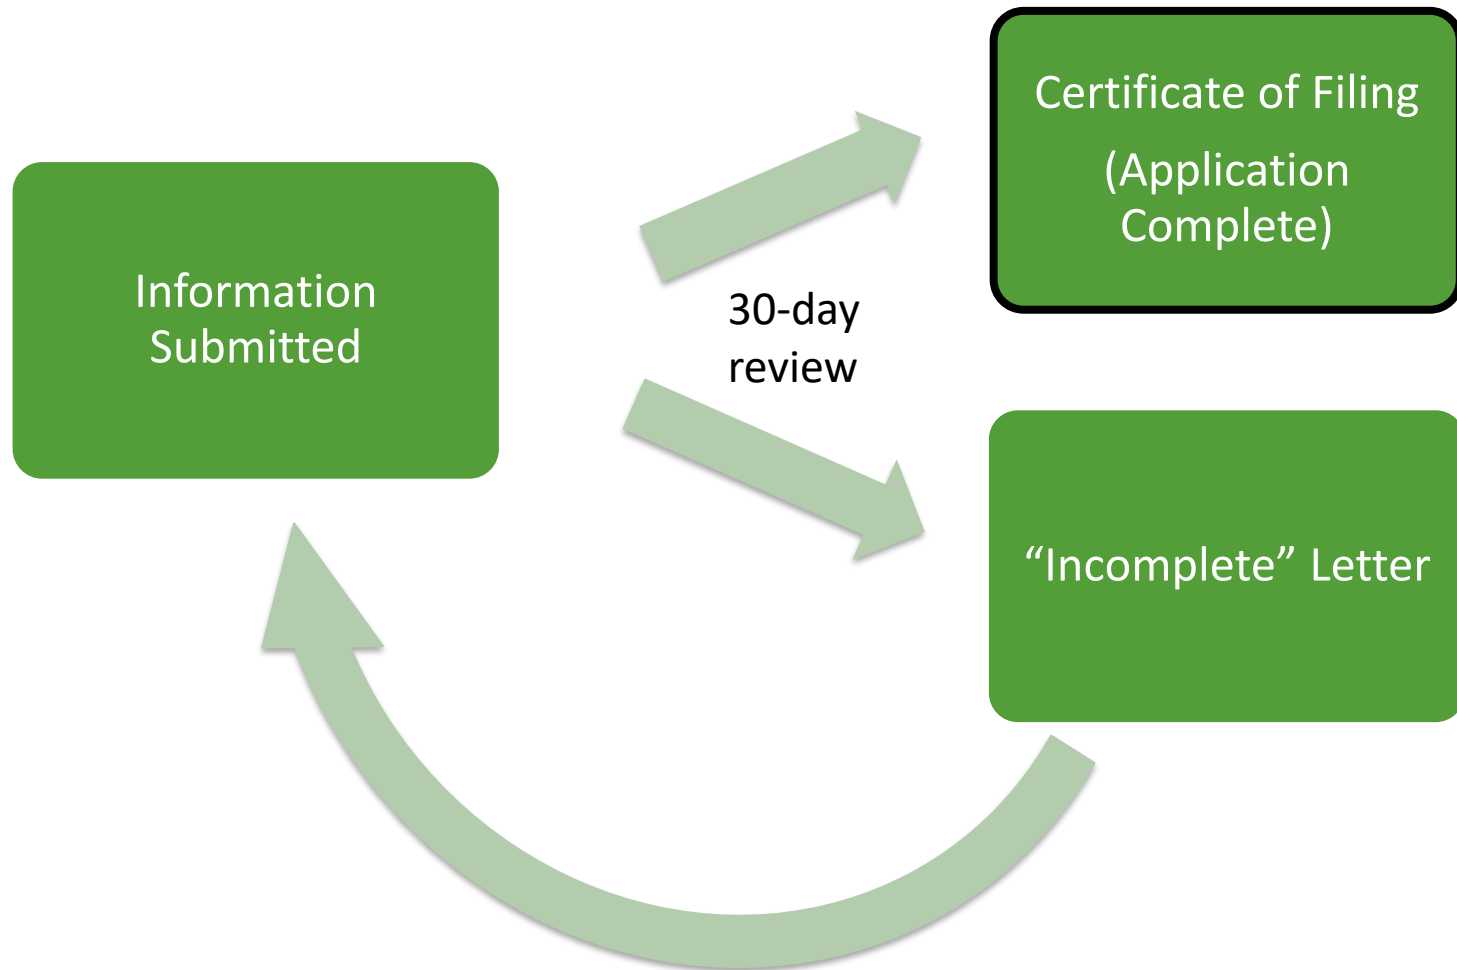 Information
Submitted
30-day
review
Certificate of Filing
(Application
Complete)
“Incomplete” Letter